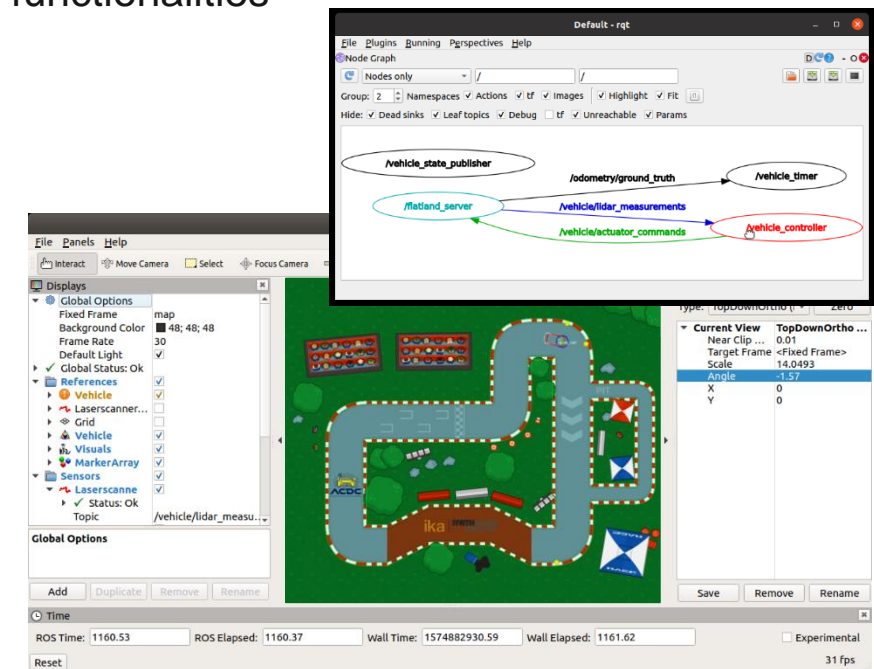 functionalities
Default - rqt
File Plugins Running Perspectives Help
Node Graph
D - O
Nodes only / /
Group: 2 Namespaces Actions tf Images Highlight Fit
Hide: Dead sinks Leaf topics Debug tf Unreachable Params
/vehicle_state_publisher
/odometry/ground_truth
/vehicle_timer
/flatland_server
/vehicle/lidar_measurements
/vehicle_controller
/vehicle/actuator_commands
File Panels Help
Interact Move Camera Select Focus Camera
Displays
Global Options
Fixed Frame map
Background Color 48; 48; 48
Frame Rate 30
Default Light
Global Status: Ok
References
Vehicle
Laserscanner...
Grid
Vehicle
Visuals
MarkerArray
Sensors
Laserscanne
Status: Ok
Topic /vehicle/lidar_measu...
Global Options
Add Duplicate Remove Rename
PIT
ACDC
ika
Type: TopDownOrtho Zero
Current View TopDownOrtho ...
Near Clip ... 0.01
Target Frame <Fixed Frame>
Scale 14.0493
Angle -1.57
X 0
Y 0
Save Remove Rename
Time
ROS Time: 1160.53 ROS Elapsed: 1160.37 Wall Time: 1574882930.59 Wall Elapsed: 1161.62 Experimental
Reset 31 fps